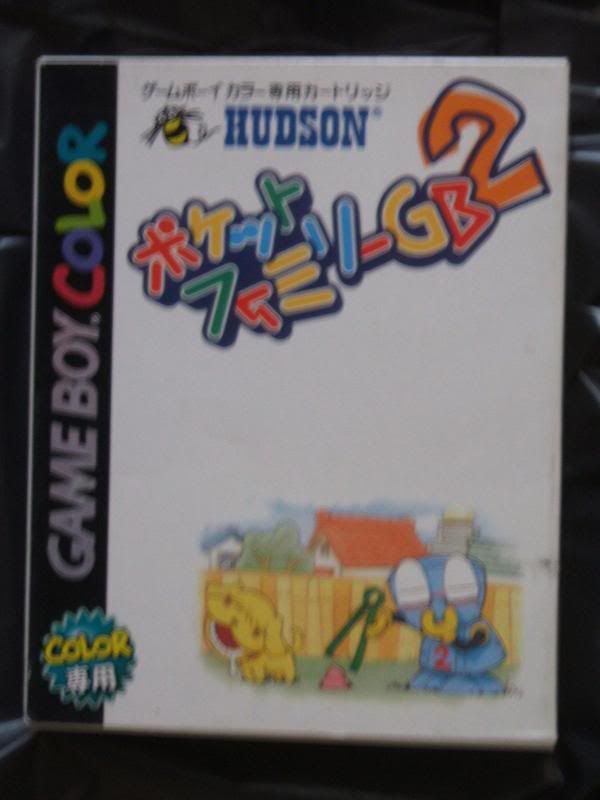 ゲームボーイカラー専用カートリッジ
HUDSON®
ポケット
ファミリーGB2
GAME BOY COLOR
COLOR
専用
2